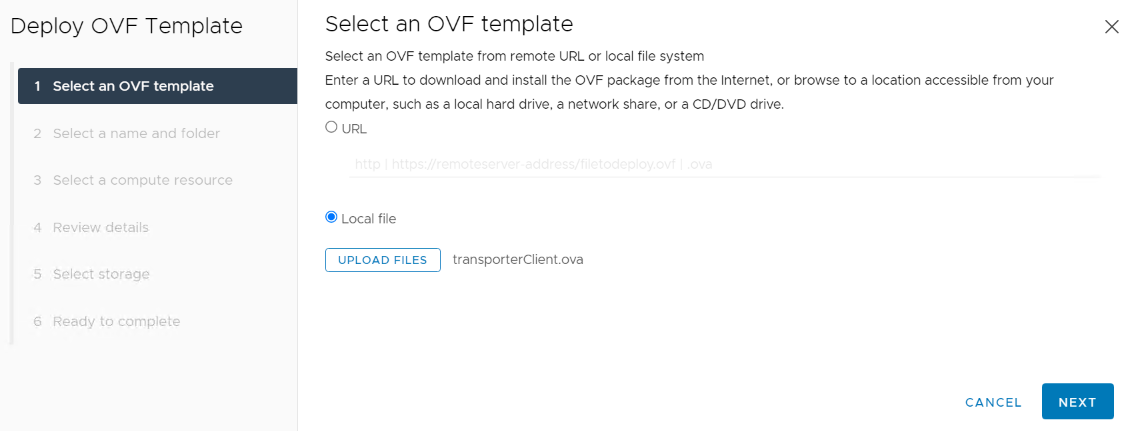 Deploy OVF Template
1 Select an OVF template
2 Select a name and folder
3 Select a compute resource
4 Review details
5 Select storage
6 Ready to complete
Select an OVF template
Select an OVF template from remote URL or local file system
Enter a URL to download and install the OVF package from the Internet, or browse to a location accessible from your
computer, such as a local hard drive, a network share, or a CD/DVD drive.
URL
http | https://remoteserver-address/filetodeploy.ovf | .ova
Local file
UPLOAD FILES transporterClient.ova
CANCEL NEXT